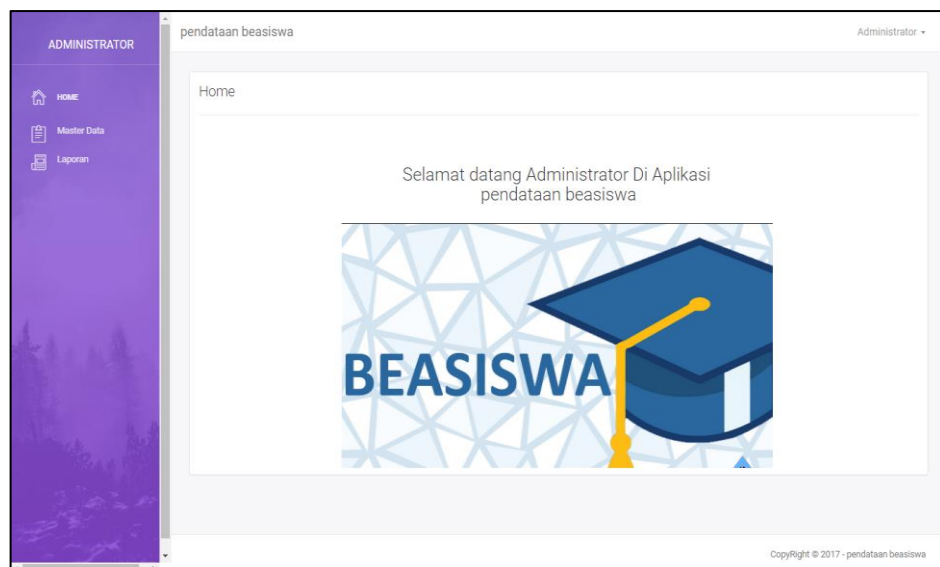 ADMINISTRATOR
HOME
Master Data
Laporan
pendataan beasiswa
Administrator
Home
Selamat datang Administrator Di Aplikasi
pendataan beasiswa
BEASISWA
CopyRight © 2017 - pendataan beasiswa